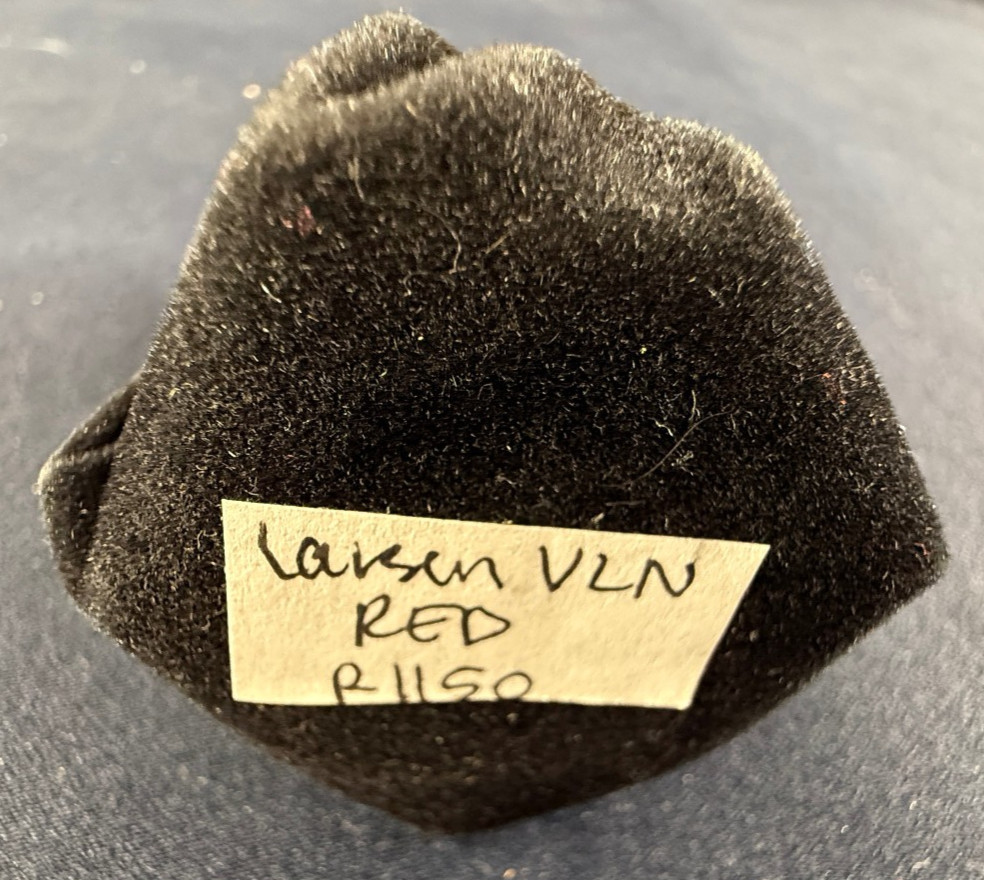 Larsen VLN
RED
R1150